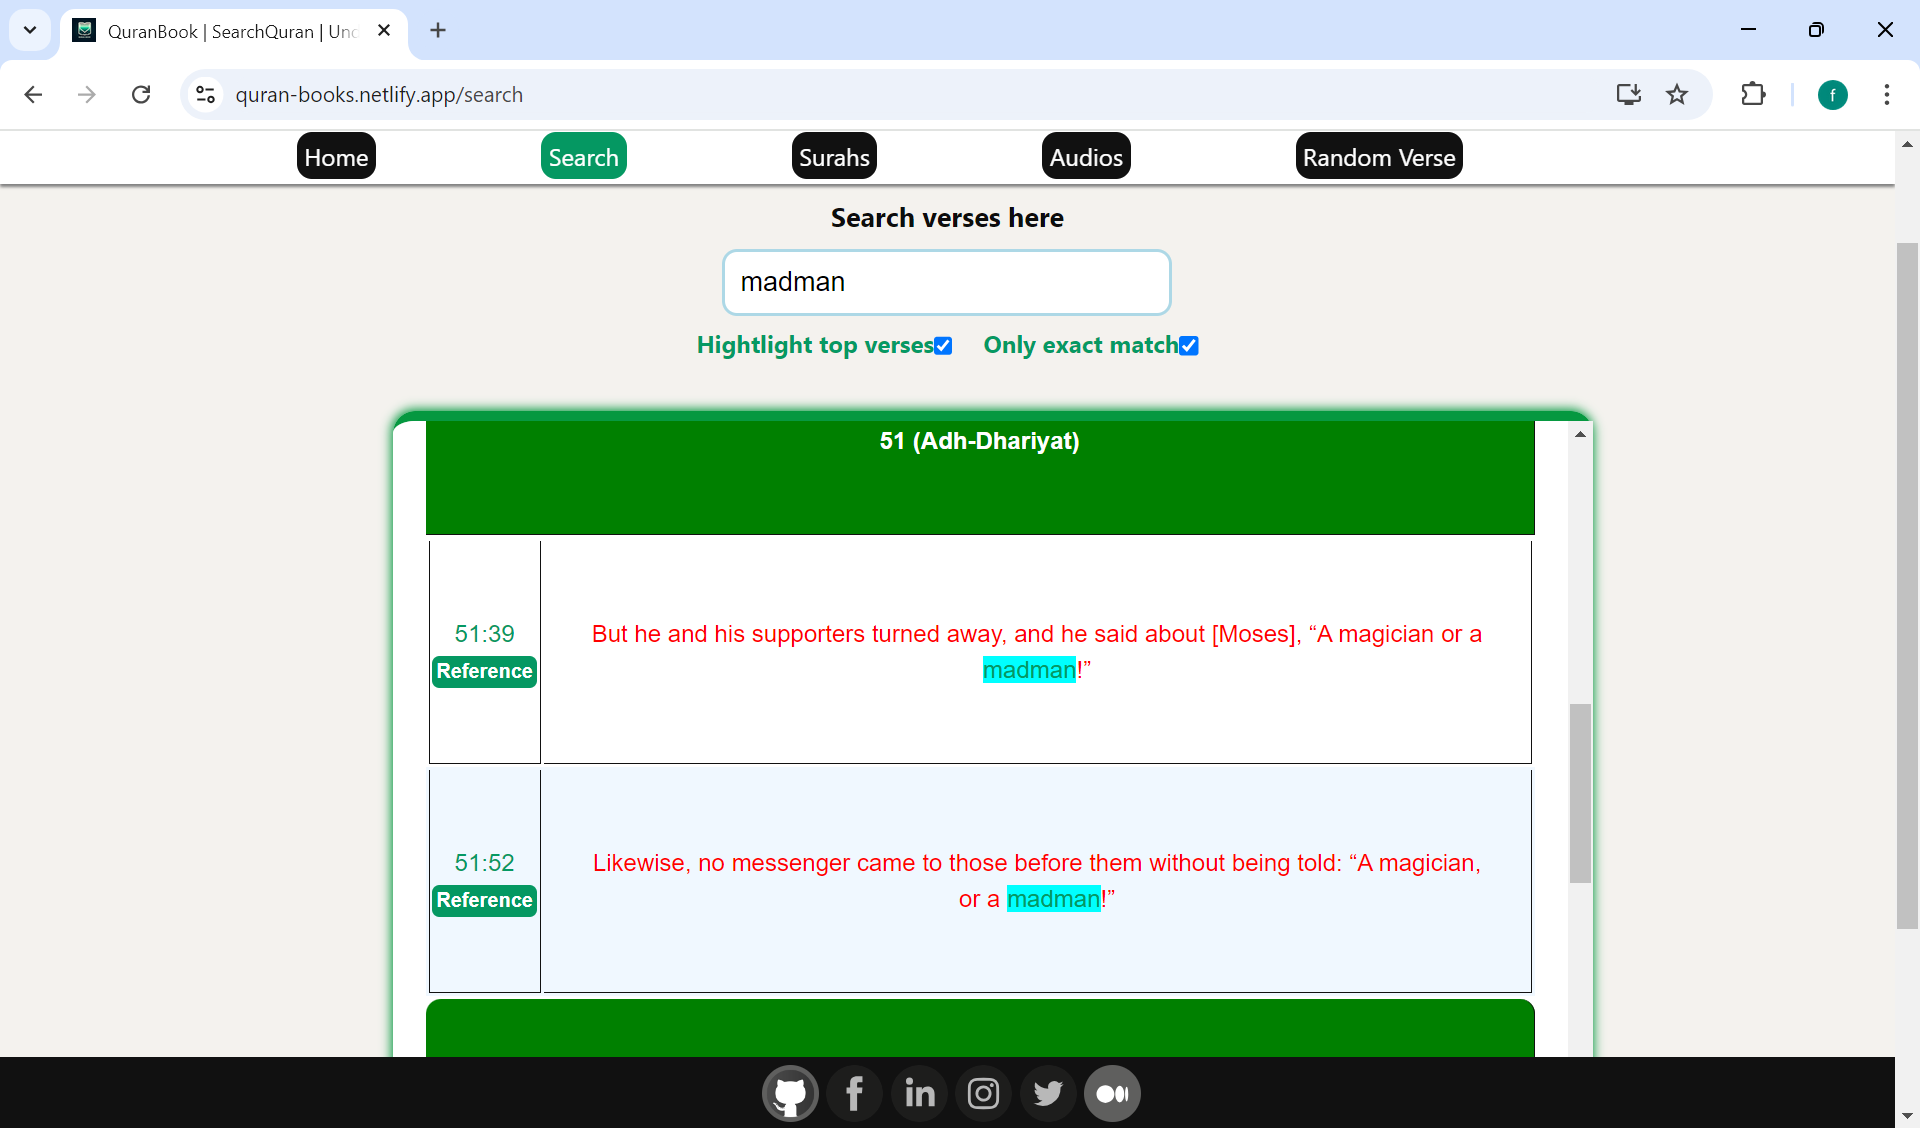 QuranBook | SearchQuran | Und
quran-books.netlify.app/search
f
Home
Search
Surahs
Audios
Random Verse
Search verses here
madman
Hightlight top verses
Only exact match
51 (Adh-Dhariyat)
51:39
Reference
But he and his supporters turned away, and he said about [Moses], “A magician or a
madman!”
51:52
Reference
Likewise, no messenger came to those before them without being told: “A magician,
or a madman!”